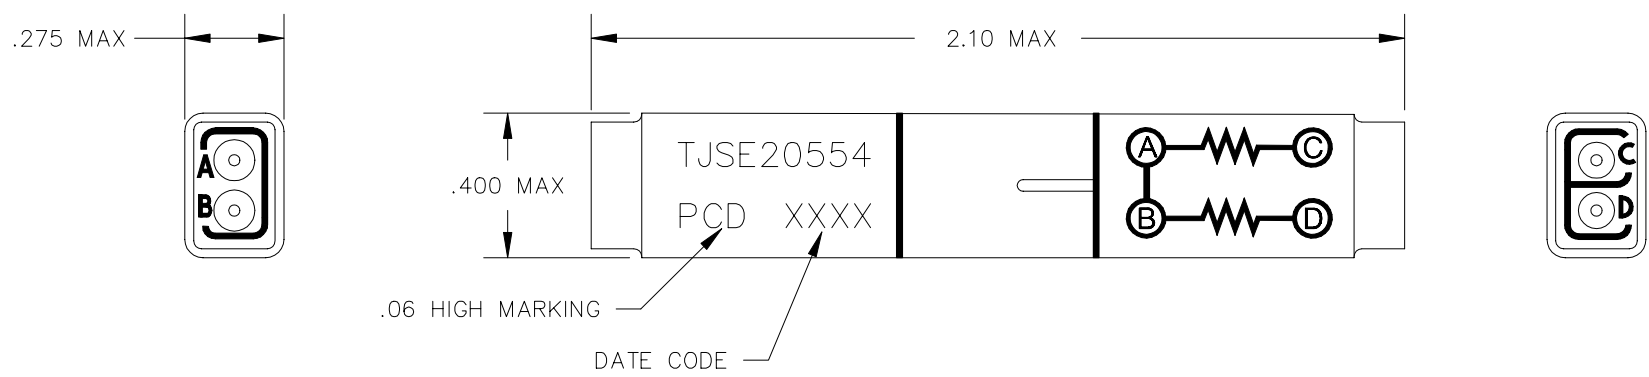 .275 MAX
2.10 MAX
A
B
.400 MAX
TJSE20554
PCD XXXX
A C
B D
C
D
.06 HIGH MARKING
DATE CODE